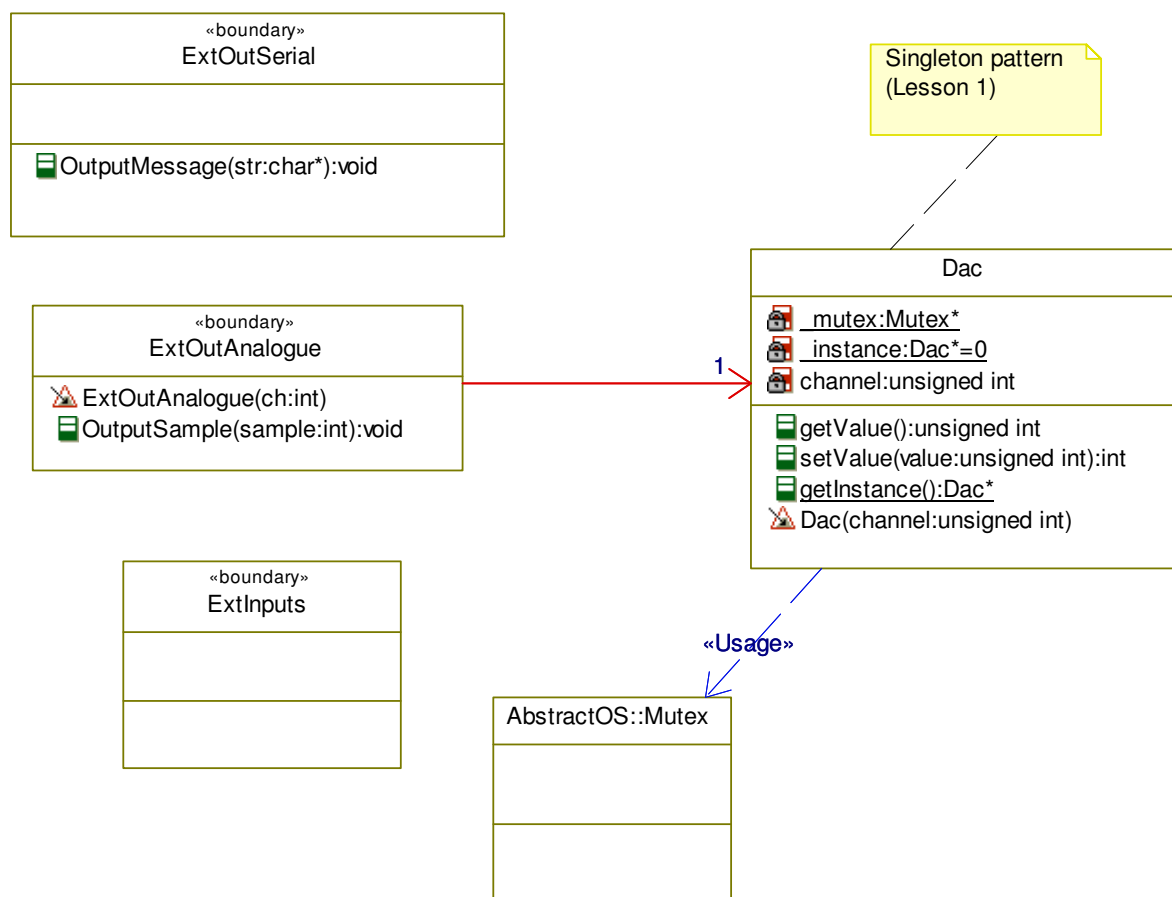 «boundary»
ExtOutSerial
OutputMessage(str:char*):void
Singleton pattern
(Lesson 1)
«boundary»
ExtOutAnalogue
ExtOutAnalogue(ch:int)
OutputSample(sample:int):void
1
Dac
_mutex:Mutex*
_instance:Dac*=0
channel:unsigned int
getValue():unsigned int
setValue(value:unsigned int):int
getInstance():Dac*
Dac(channel:unsigned int)
«boundary»
ExtInputs
«Usage»
AbstractOS::Mutex